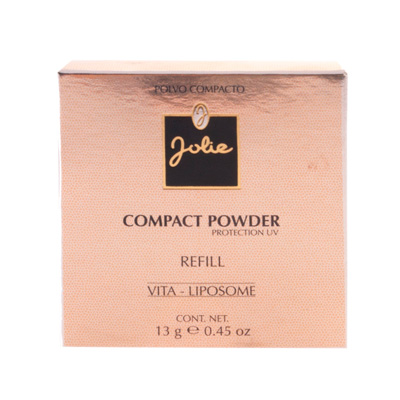 POLVO COMPACTO
Jolie
COMPACT POWDER
PROTECTION UV
REFILL
VITA - LIPOSOME
CONT. NET.
13 g ℮ 0.45 oz